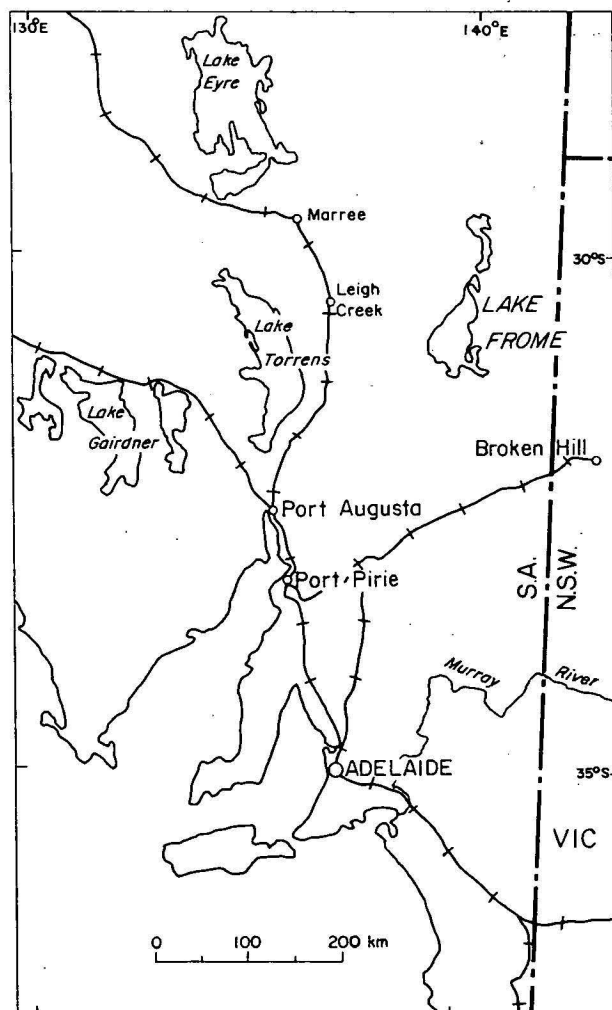 130°E
140°E
Lake
Eyre
Marree
30°S
Leigh
Creek
LAKE
FROME
Lake
Torrens
Lake
Gairdner
Broken Hill
Port Augusta
Port Pirie
S.A.
N.S.W.
Murray River
ADELAIDE
35°S
VIC
0 100 200 km